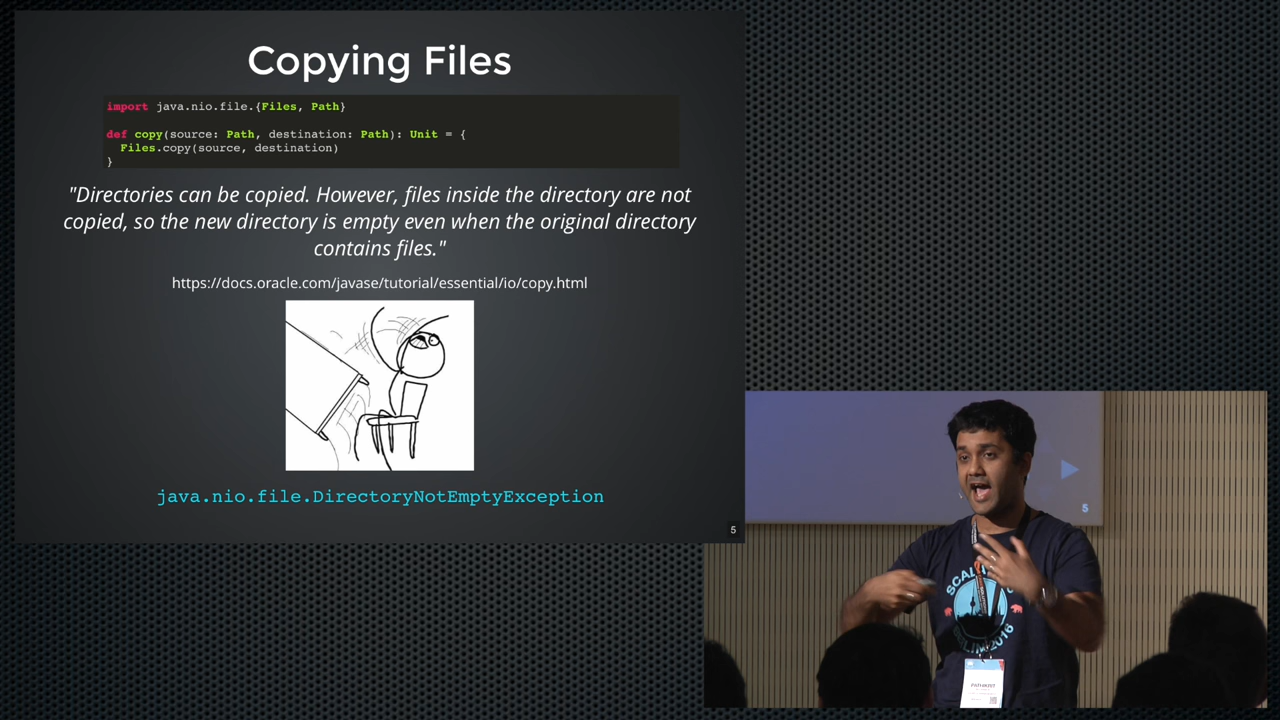 Copying Files
import java.nio.file.{Files, Path}
def copy(source: Path, destination: Path): Unit = {
Files.copy(source, destination)
}
"Directories can be copied. However, files inside the directory are not
copied, so the new directory is empty even when the original directory
contains files."
https://docs.oracle.com/javase/tutorial/essential/io/copy.html
java.nio.file.DirectoryNotEmptyException
5
5
BERLIN 2016